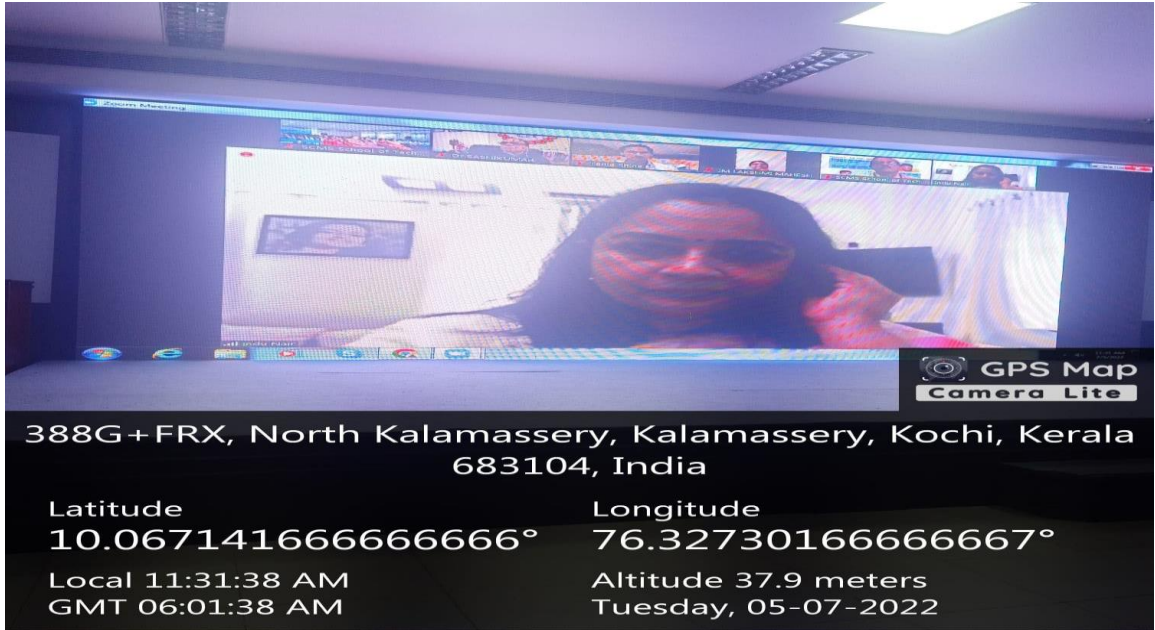 Zoom Meeting
Indu Nair
GPS Map
Camera Lite
388G+FRX, North Kalamassery, Kalamassery, Kochi, Kerala
683104, India
Latitude
10.067141666666666°
Longitude
76.32730166666667°
Local 11:31:38 AM
GMT 06:01:38 AM
Altitude 37.9 meters
Tuesday, 05-07-2022